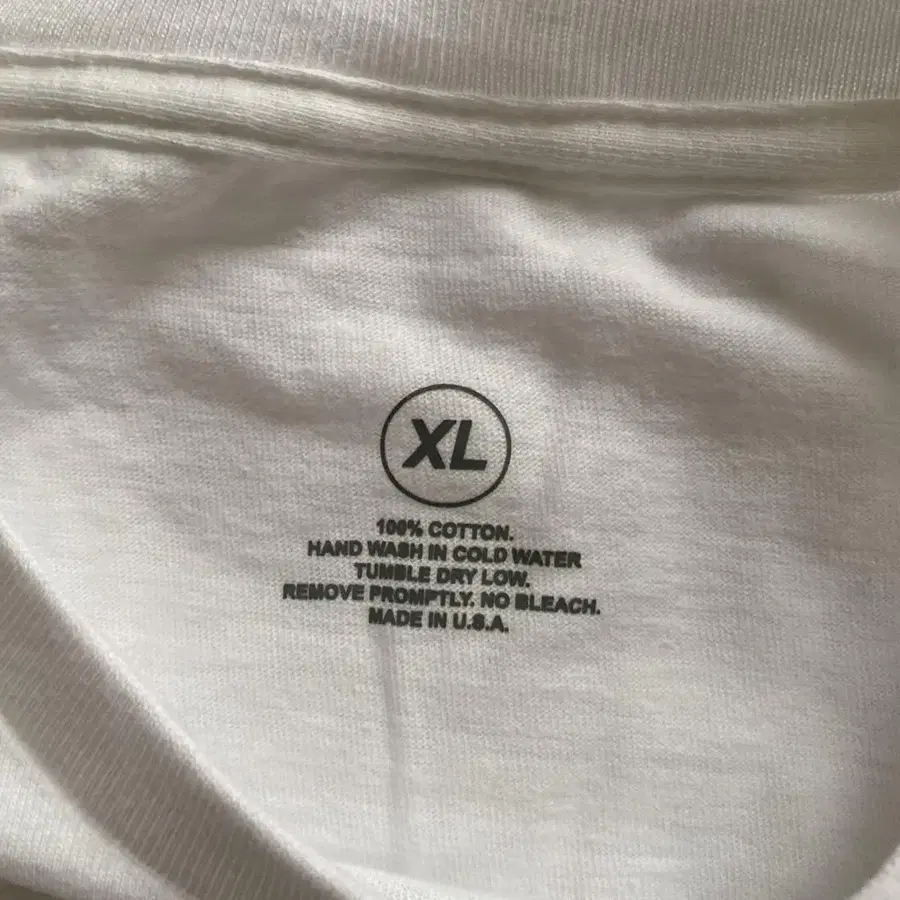 XL
100% COTTON.
HAND WASH IN COLD WATER
TUMBLE DRY LOW.
REMOVE PROMPTLY. NO BLEACH.
MADE IN U.S.A.